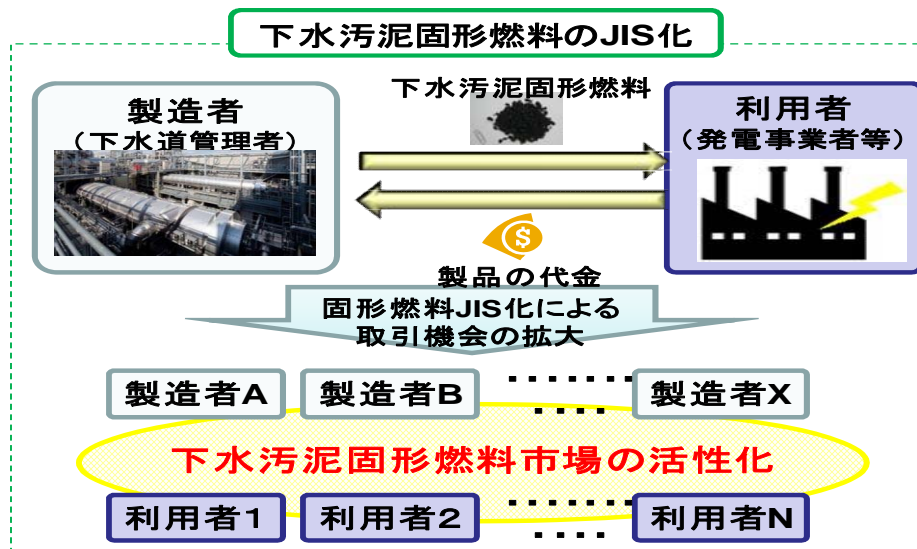 下水汚泥固形燃料のJIS化
下水汚泥固形燃料
製造者
（下水道管理者）
利用者
（発電事業者等）
$
製品の代金
固形燃料JIS化による
取引機会の拡大
製造者A
製造者B
製造者X
下水汚泥固形燃料市場の活性化
利用者1
利用者2
利用者N